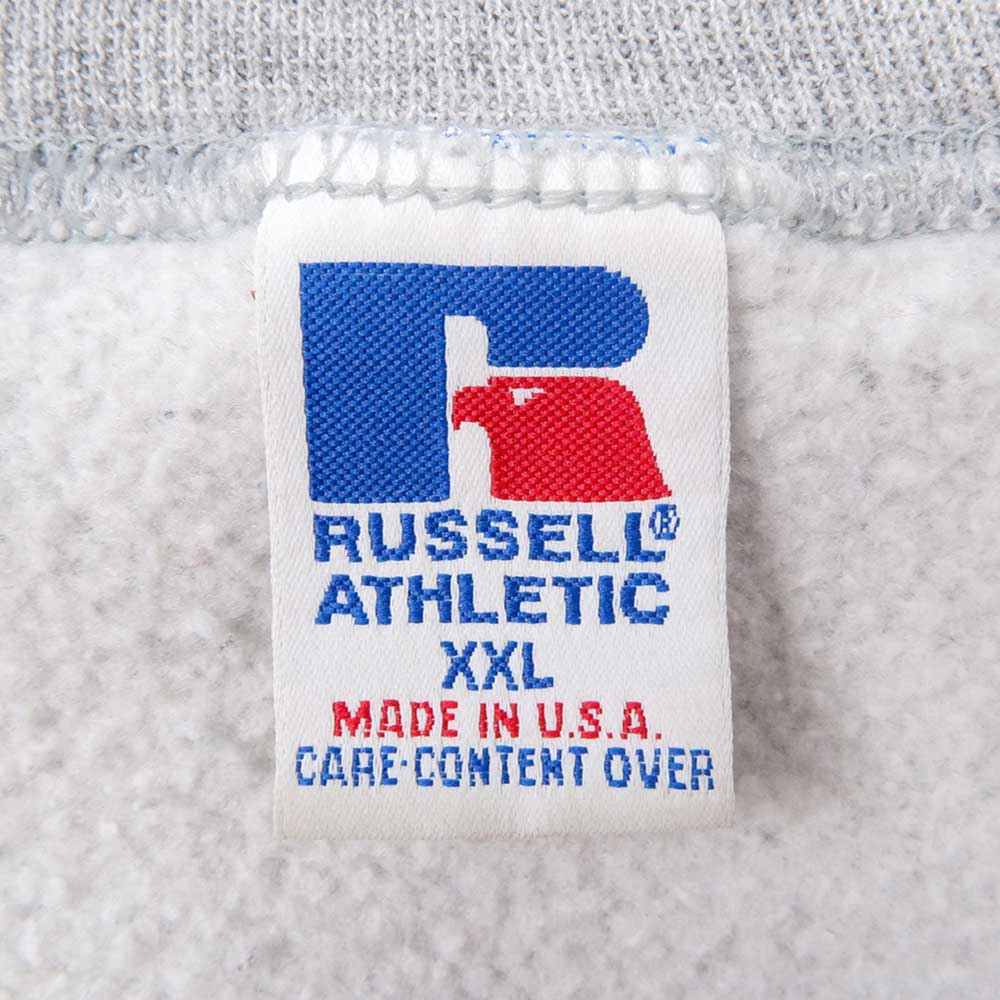 RUSSELL®
ATHLETIC
XXL
MADE IN U.S.A.
CARE·CONTENT OVER